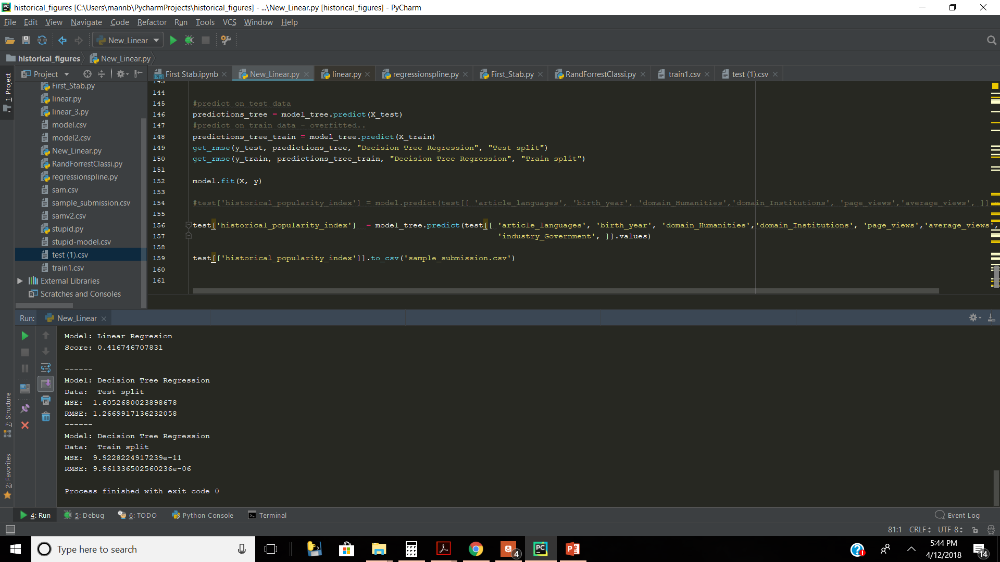 historical_figures [C:\Users\mannb\PycharmProjects\historical_figures] - ...\New_Linear.py [historical_figures] - PyCharm
File Edit View Navigate Code Refactor Run Tools VCS Window Help
New_Linear
historical_figures New_Linear.py
Project First Stab.ipynb New_Linear.py linear.py regressionspline.py First_Stab.py RandForrestClassi.py train1.csv test (1).csv
1: Project
7: Structure
2: Favorites
First_Stab.py
linear.py
linear_3.py
model.csv
model2.csv
New_Linear.py
RandForrestClassi.py
regressionspline.py
sam.csv
sample_submission.csv
samv2.csv
stupid.py
stupid-model.csv
test (1).csv
train1.csv
External Libraries
Scratches and Consoles
143
144
145 #predict on test data
146 predictions_tree = model_tree.predict(X_test)
147 #predict on train data - overfitted..
148 predictions_tree_train = model_tree.predict(X_train)
149 get_rmse(y_test, predictions_tree, "Decision Tree Regression", "Test split")
150 get_rmse(y_train, predictions_tree_train, "Decision Tree Regression", "Train split")
151
152 model.fit(X, y)
153
154 #test['historical_popularity_index'] = model.predict(test[[ 'article_languages', 'birth_year', 'domain_Humanities','domain_Institutions', 'page_views','average_views', ]]
155
156 test['historical_popularity_index']  = model_tree.predict(test[[ 'article_languages', 'birth_year', 'domain_Humanities','domain_Institutions', 'page_views','average_views',
157 'industry_Government', ]].values)
158
159 test[['historical_popularity_index']].to_csv('sample_submission.csv')
160
161
Run: New_Linear
Model: Linear Regresion
Score: 0.416746707831
------
Model: Decision Tree Regression
Data:  Test split
MSE:  1.6052680023898678
RMSE: 1.2669917136232058
------
Model: Decision Tree Regression
Data:  Train split
MSE:  9.9228224917239e-11
RMSE: 9.961336502560236e-06
Process finished with exit code 0
4: Run 5: Debug 6: TODO Python Console Terminal Event Log
81:1 CRLF UTF-8
Type here to search
4
PC
5:44 PM
4/12/2018
14